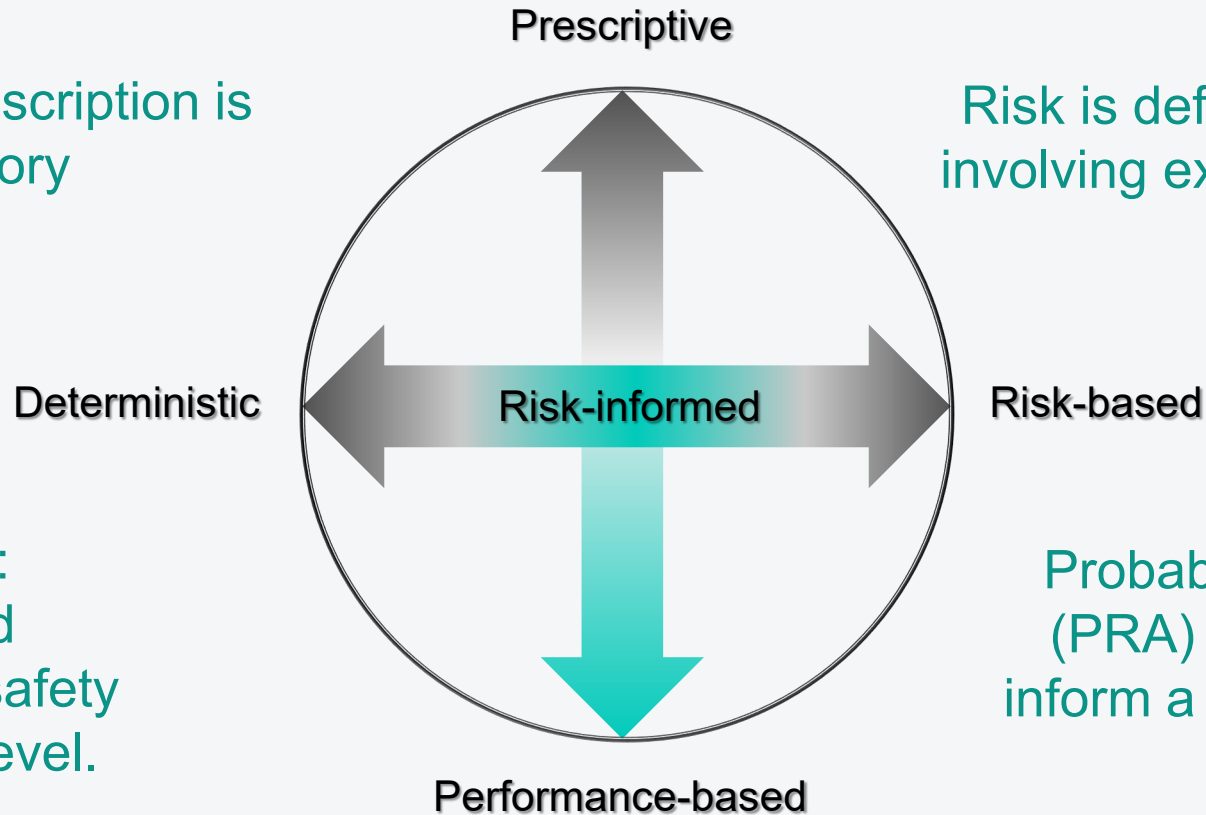 Prescriptive
scription is
ory
Risk is def
involving ex
Deterministic
Risk-informed
Risk-based
:
d
safety
evel.
Probab
(PRA)
inform a
Performance-based